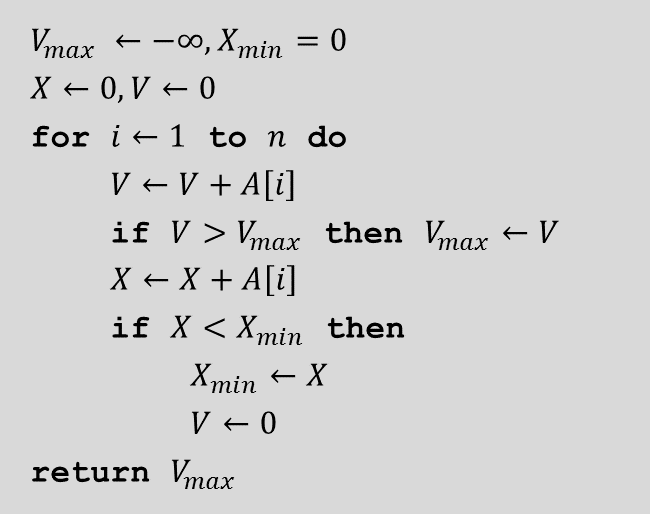 V_max ← −∞, X_min = 0
X ← 0, V ← 0
for i ← 1 to n do
V ← V + A[i]
if V > V_max then V_max ← V
X ← X + A[i]
if X < X_min then
X_min ← X
V ← 0
return V_max